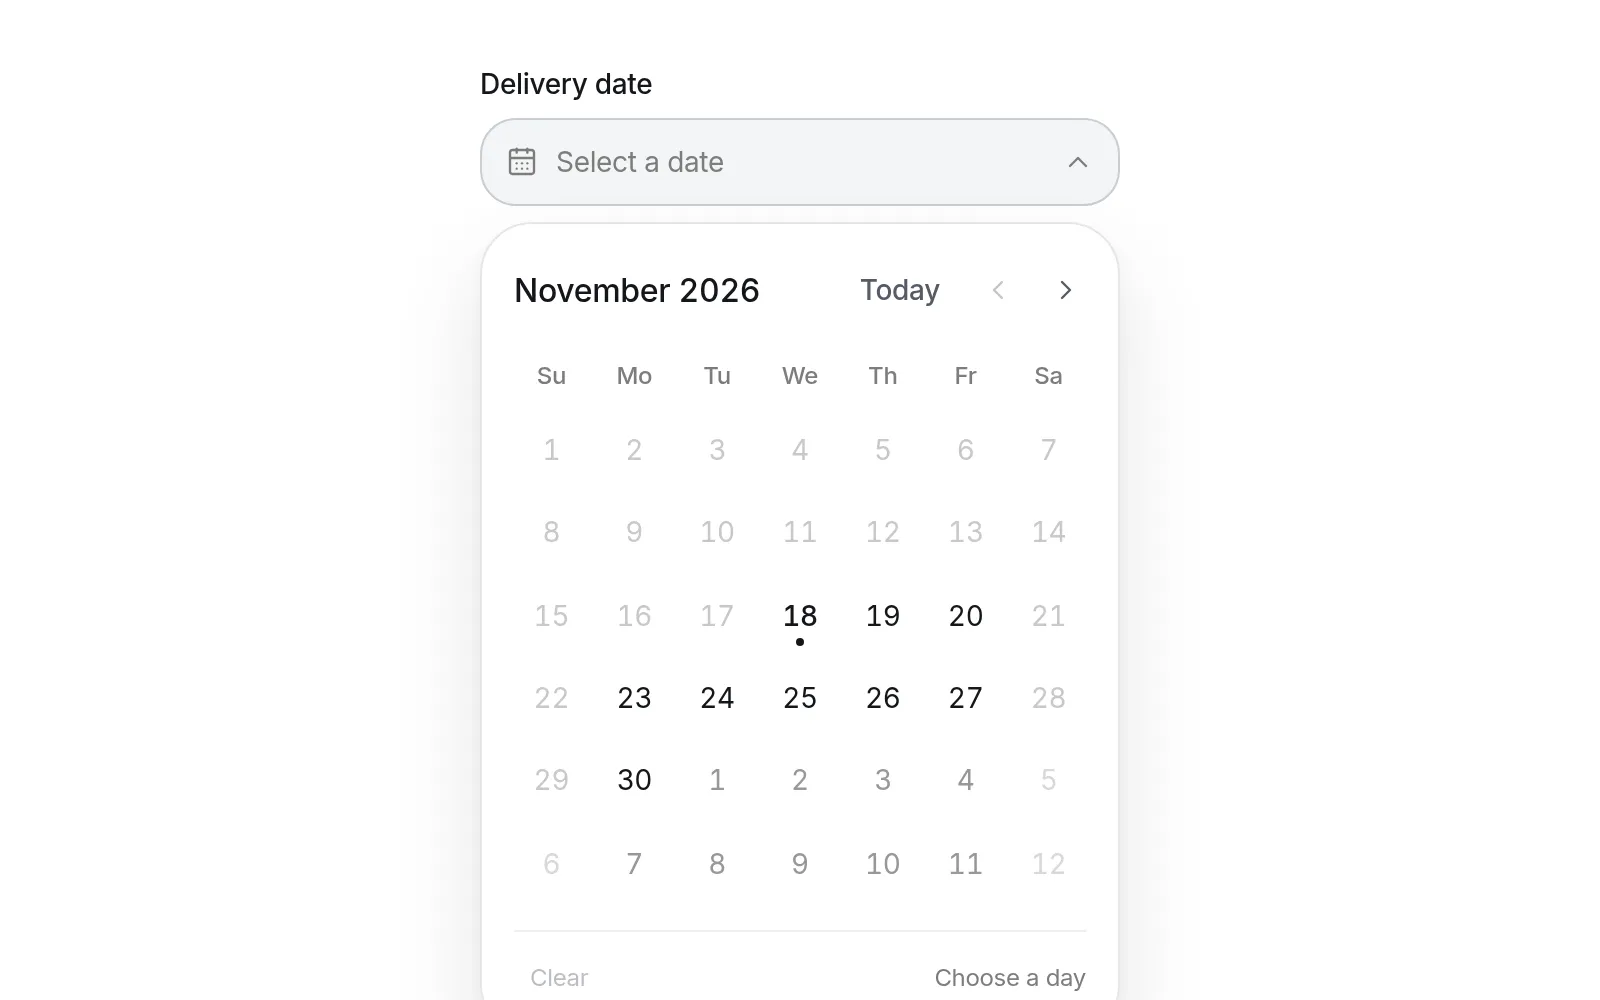 Delivery date
Select a date
November 2026 Today
Su Mo Tu We Th Fr Sa
1 2 3 4 5 6 7
8 9 10 11 12 13 14
15 16 17 18 19 20 21
22 23 24 25 26 27 28
29 30 1 2 3 4 5
6 7 8 9 10 11 12
Clear Choose a day